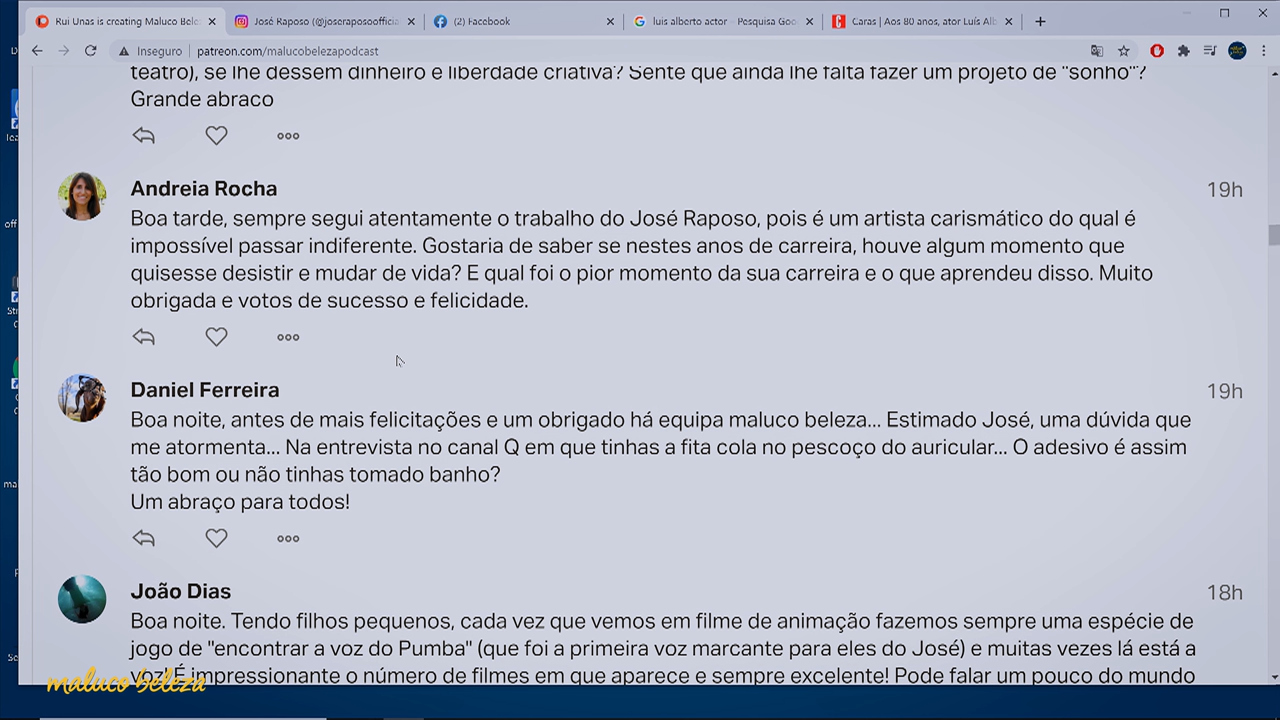 Rui Unas is creating Maluco Bele
José Raposo (@joseraposooficia
(2) Facebook
luis alberto actor - Pesquisa Goo
Caras | Aos 80 anos, ator Luís Alb
Inseguro | patreon.com/malucobelezapodcast
teatro), se lhe dessem dinheiro e liberdade criativa? Sente que ainda lhe falta fazer um projeto de "sonho"?
Grande abraco
Andreia Rocha
19h
Boa tarde, sempre segui atentamente o trabalho do José Raposo, pois é um artista carismático do qual é
impossível passar indiferente. Gostaria de saber se nestes anos de carreira, houve algum momento que
quisesse desistir e mudar de vida? E qual foi o pior momento da sua carreira e o que aprendeu disso. Muito
obrigada e votos de sucesso e felicidade.
Daniel Ferreira
19h
Boa noite, antes de mais felicitações e um obrigado há equipa maluco beleza... Estimado José, uma dúvida que
me atormenta... Na entrevista no canal Q em que tinhas a fita cola no pescoço do auricular... O adesivo é assim
tão bom ou não tinhas tomado banho?
Um abraço para todos!
João Dias
18h
Boa noite. Tendo filhos pequenos, cada vez que vemos em filme de animação fazemos sempre uma espécie de
jogo de "encontrar a voz do Pumba" (que foi a primeira voz marcante para eles do José) e muitas vezes lá está a
voz! É impressionante o número de filmes em que aparece e sempre excelente! Pode falar um pouco do mundo
maluco beleza